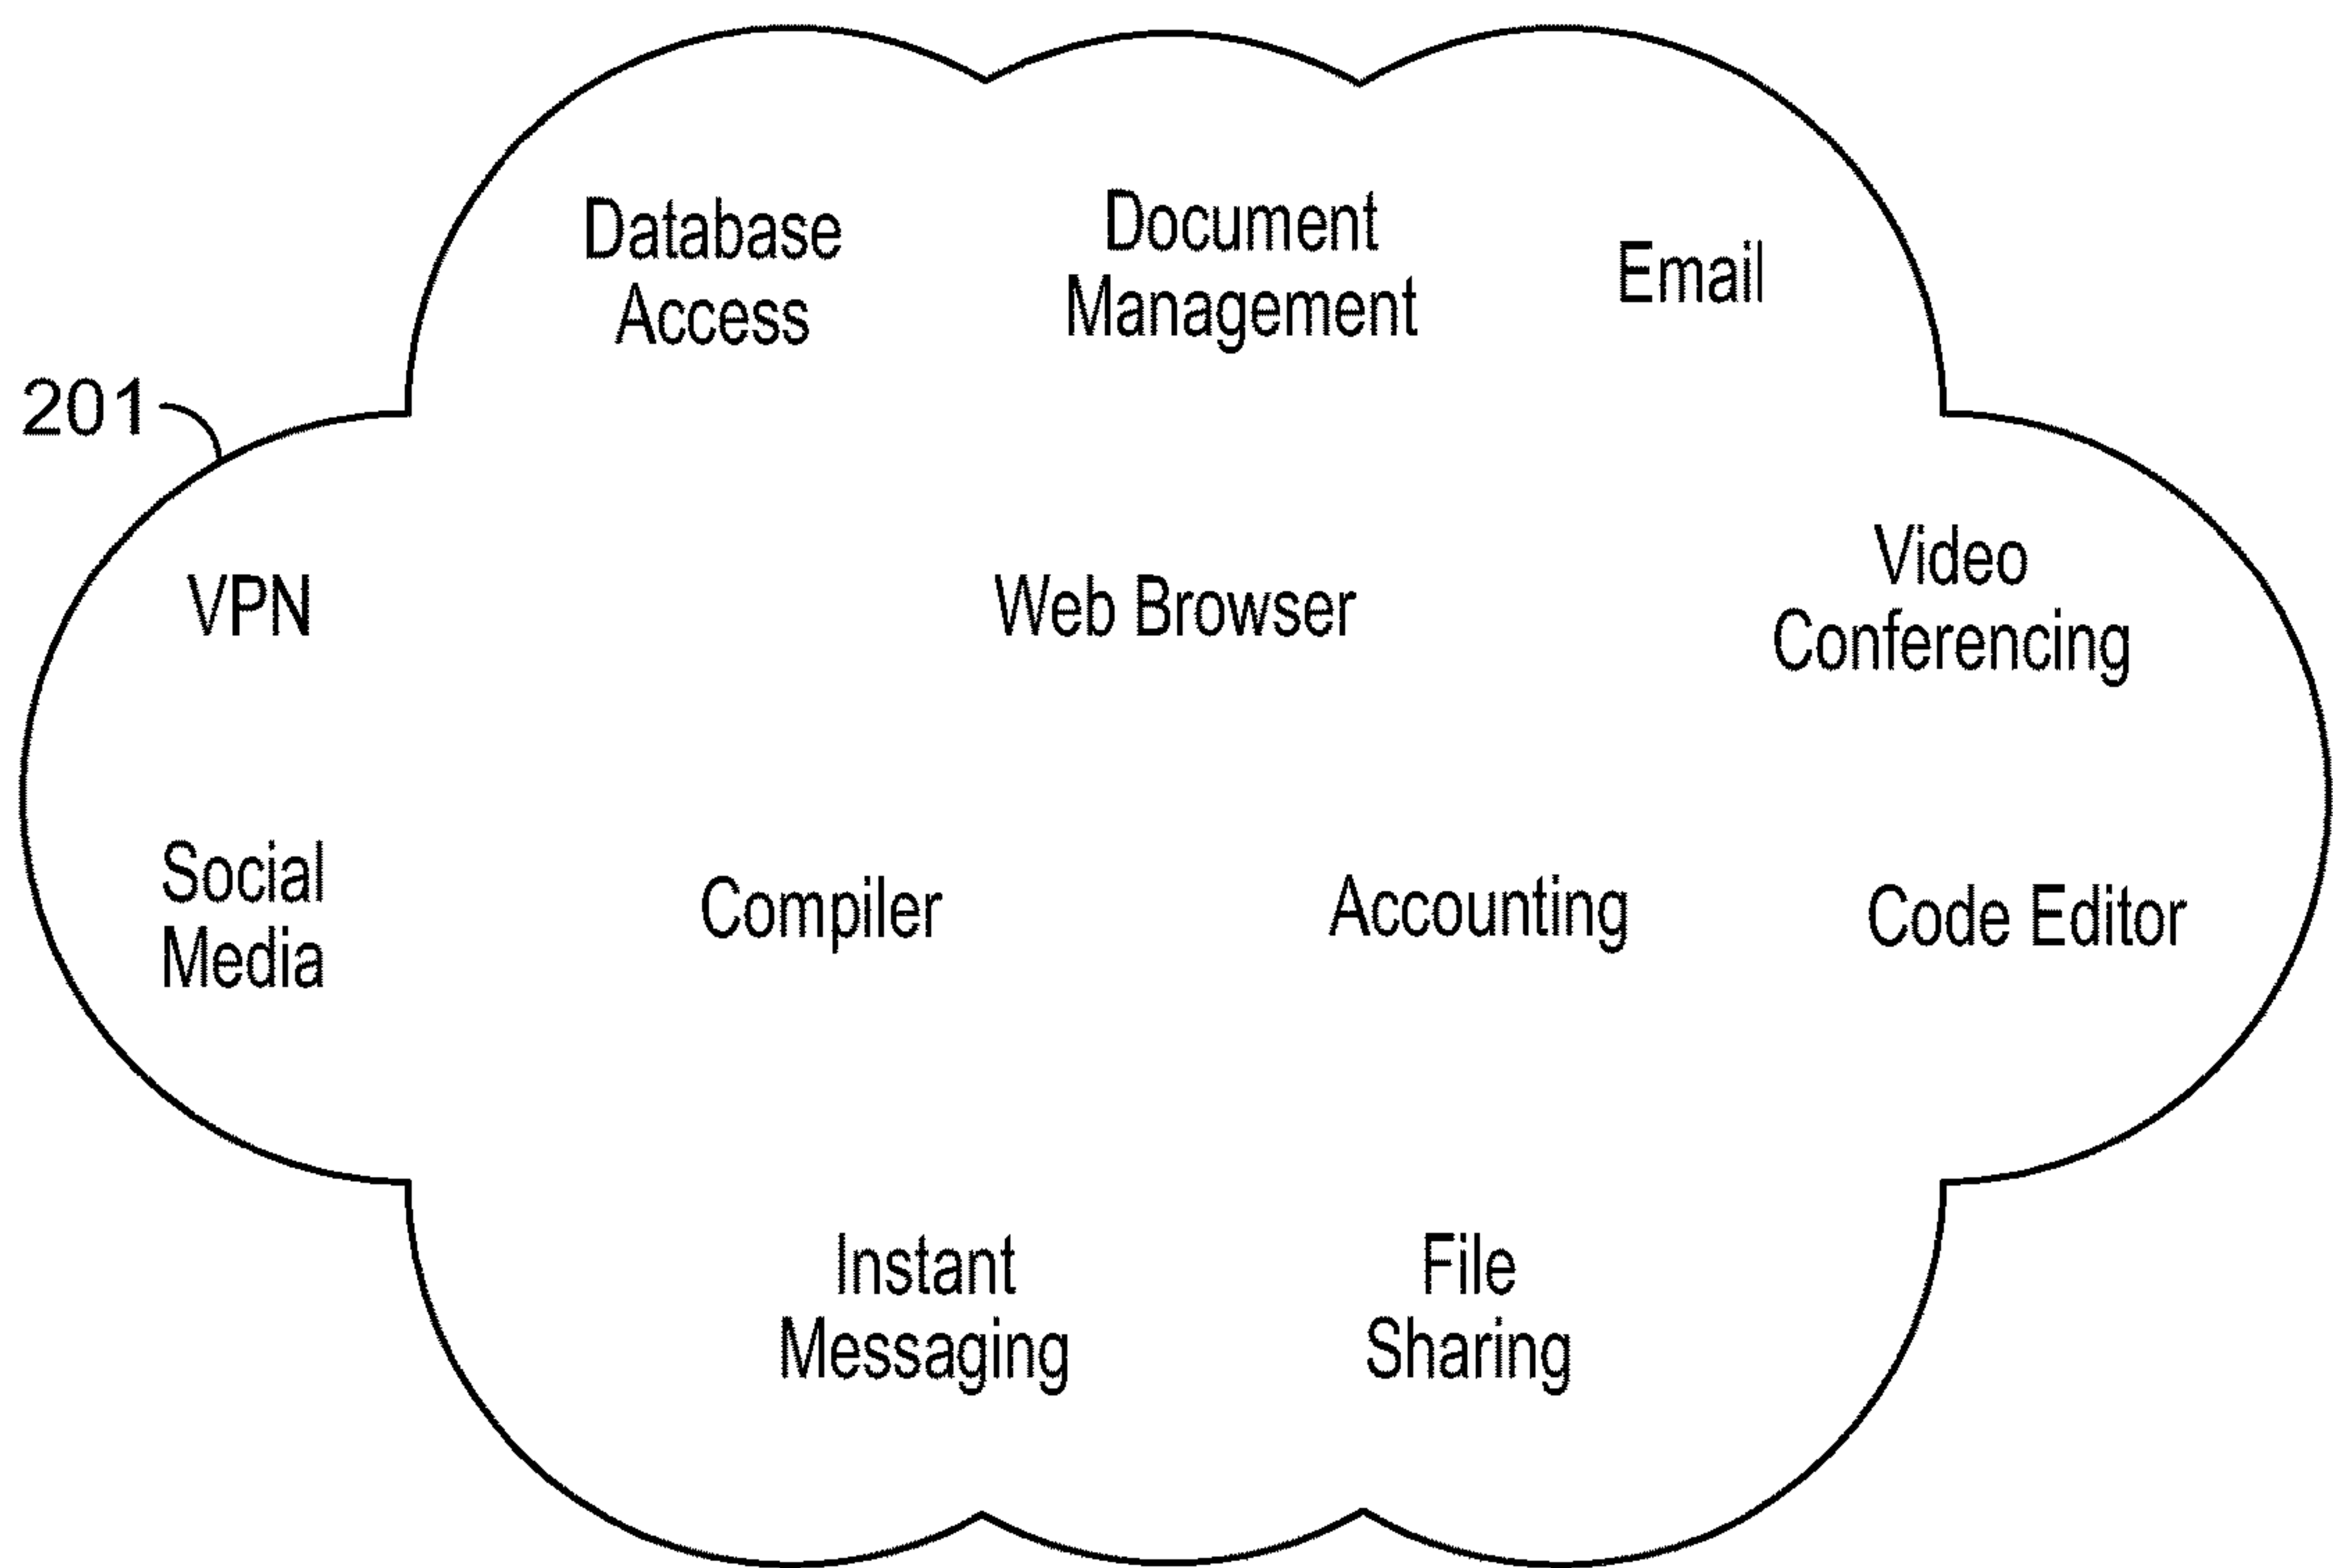 Database
Access
Document
Management
Email
201
VPN
Web Browser
Video
Conferencing
Social
Media
Compiler
Accounting
Code Editor
Instant
Messaging
File
Sharing